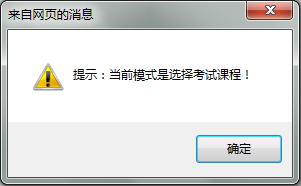 来自网页的消息
提示：当前模式是选择考试课程！
确定